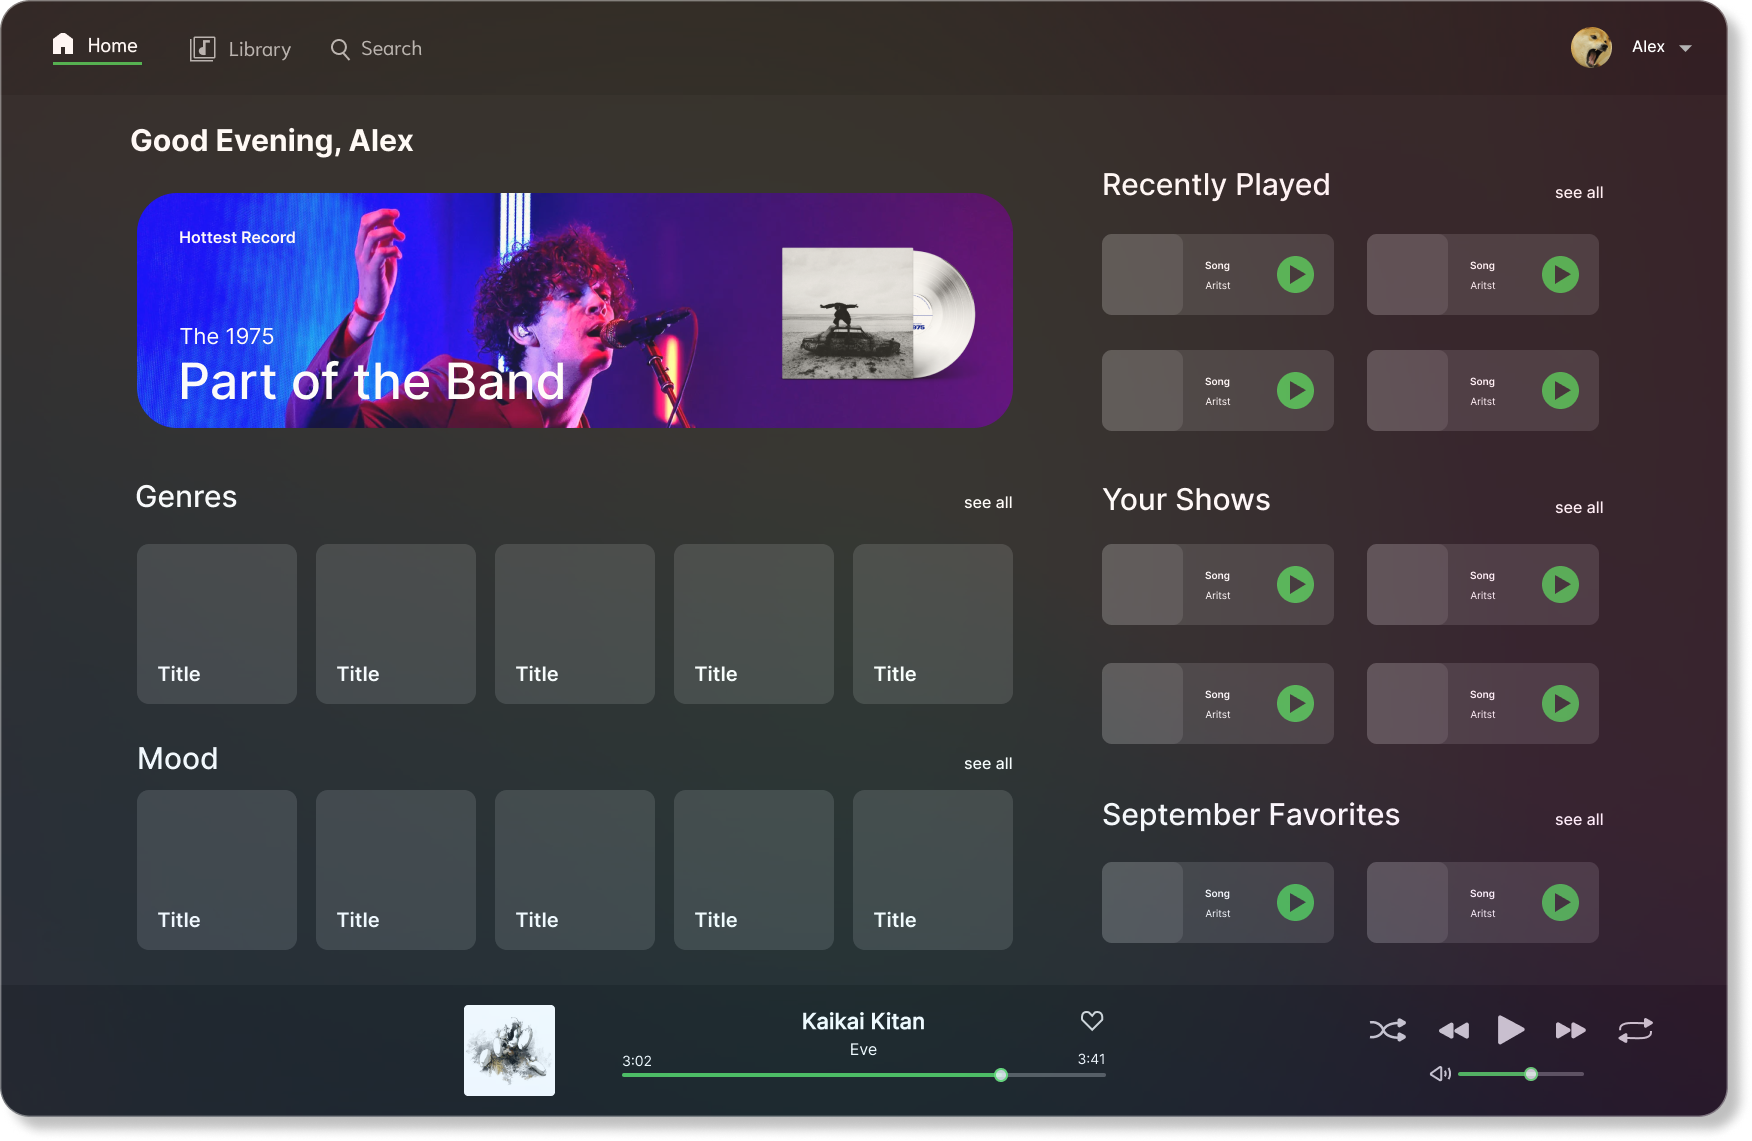 Home
Library
Search
Alex
Good Evening, Alex
Hottest Record
The 1975
Part of the Band
975
Genres
see all
Title
Title
Title
Title
Title
Mood
see all
Title
Title
Title
Title
Title
Recently Played
see all
Song
Aritst
Song
Aritst
Song
Aritst
Song
Aritst
Your Shows
see all
Song
Aritst
Song
Aritst
Song
Aritst
Song
Aritst
September Favorites
see all
Song
Aritst
Song
Aritst
Kaikai Kitan
Eve
3:02
3:41